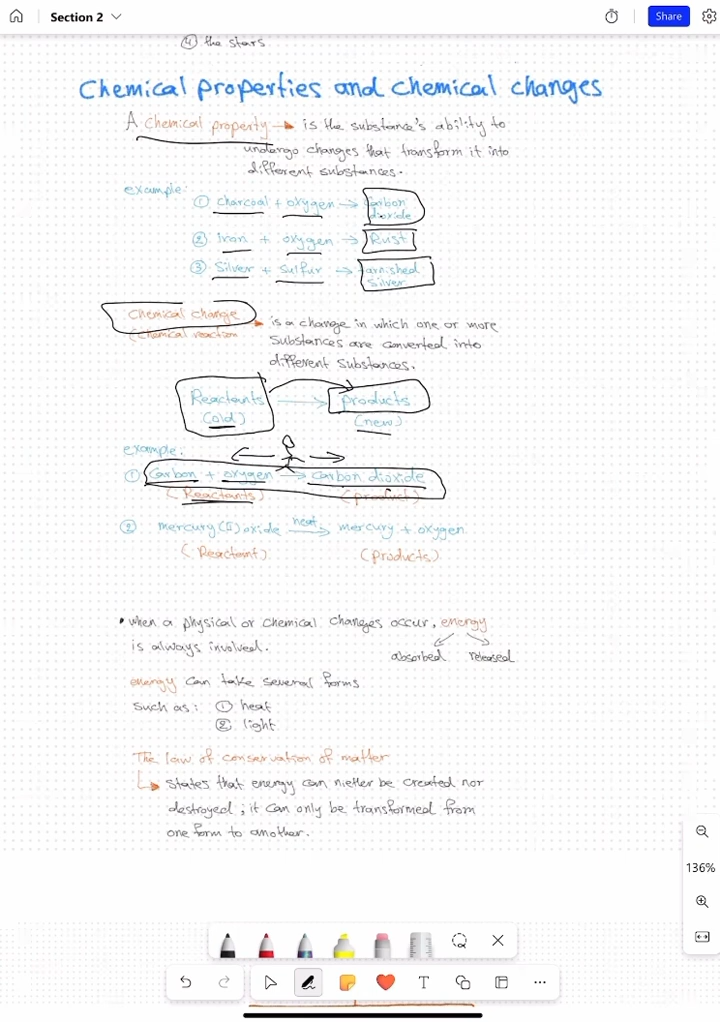 Section 2
Share
④ the stars
Chemical properties and chemical changes
A chemical property → is the substance's ability to
undergo changes that transform it into
different substances.
example:
① charcoal + oxygen → Carbon
dioxide
② iron + oxygen → Rust
③ Silver + sulfur → tarnished
silver
Chemical change
(chemical reaction
is a change in which one or more
substances are converted into
different substances.
Reactants → products
(old) (new)
example.
① Carbon + oxygen → Carbon dioxide
(Reactants) (product)
② mercury(II) oxide heat → mercury + oxygen
(Reactant) (products)
• when a physical or chemical changes occur, energy
is always involved.
absorbed released
energy can take several forms
such as: ① heat
② light
The law of conservation of matter
↳ states that energy can niether be created nor
destroyed, it can only be transformed from
one form to another.
136%
T